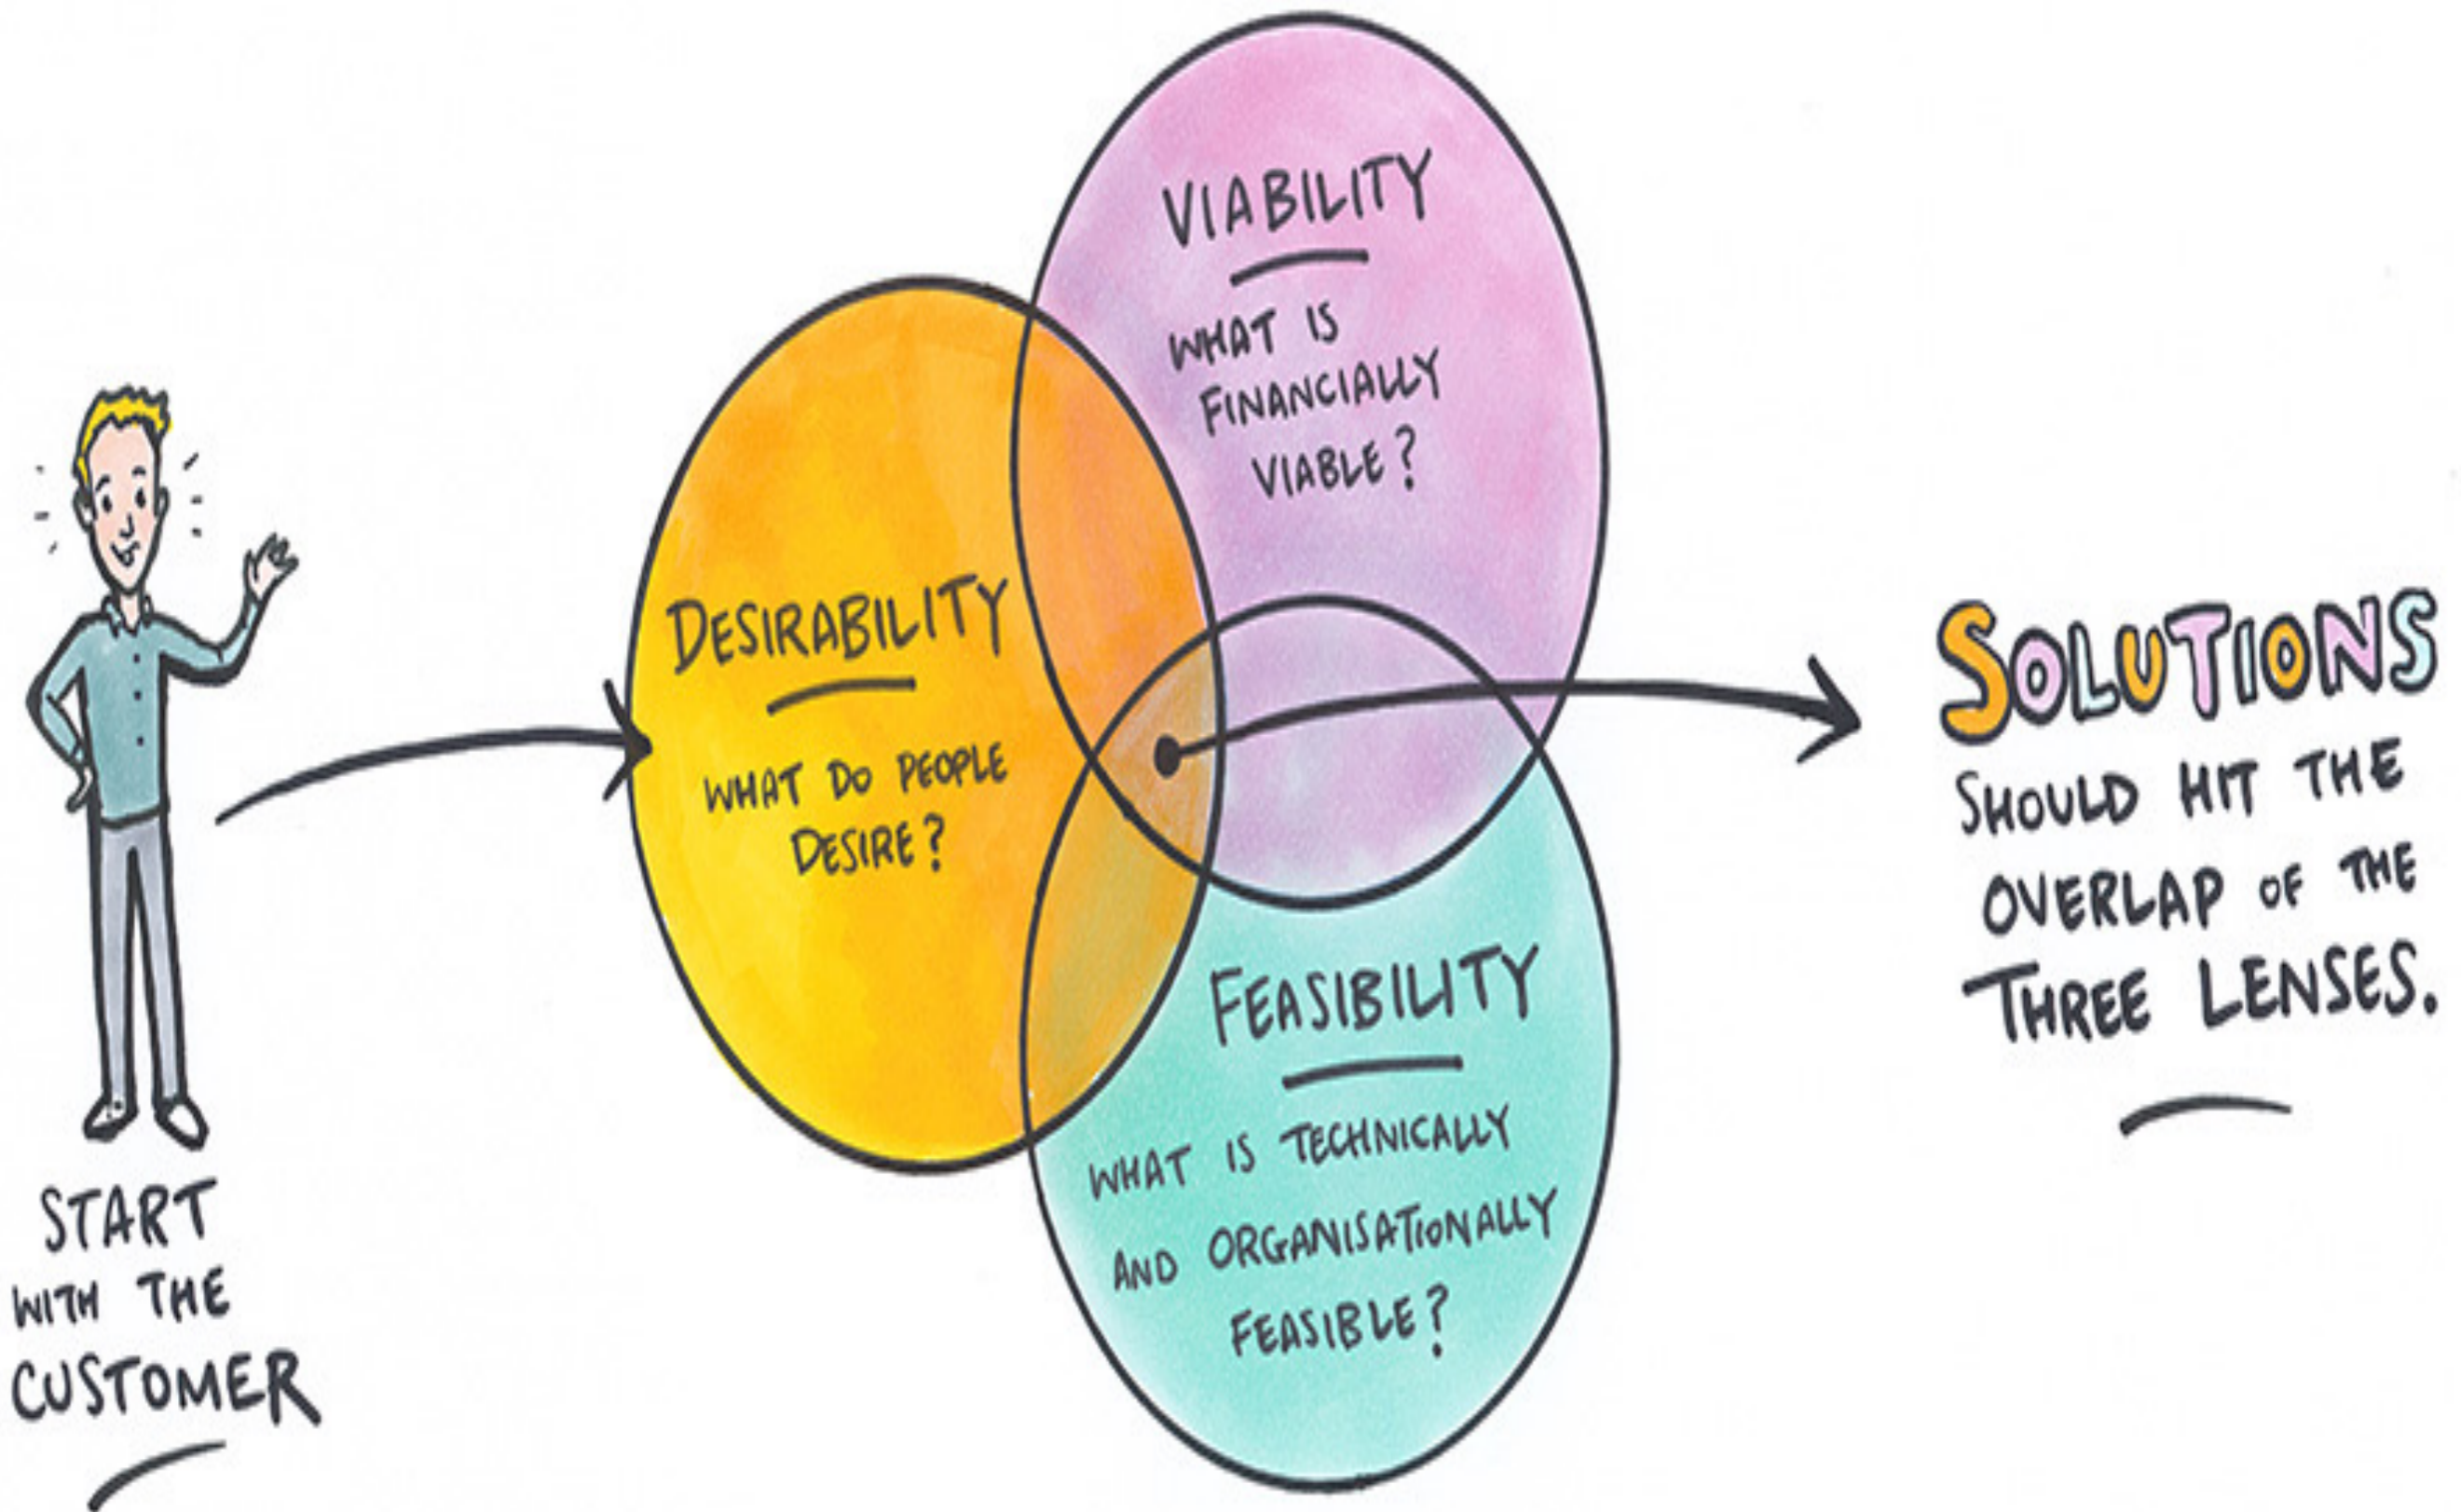 START
WITH THE
CUSTOMER
DESIRABILITY
WHAT DO PEOPLE
DESIRE?
VIABILITY
WHAT IS
FINANCIALLY
VIABLE?
FEASIBILITY
WHAT IS TECHNICALLY
AND ORGANISATIONALLY
FEASIBLE?
SOLUTIONS
SHOULD HIT THE
OVERLAP OF THE
THREE LENSES.